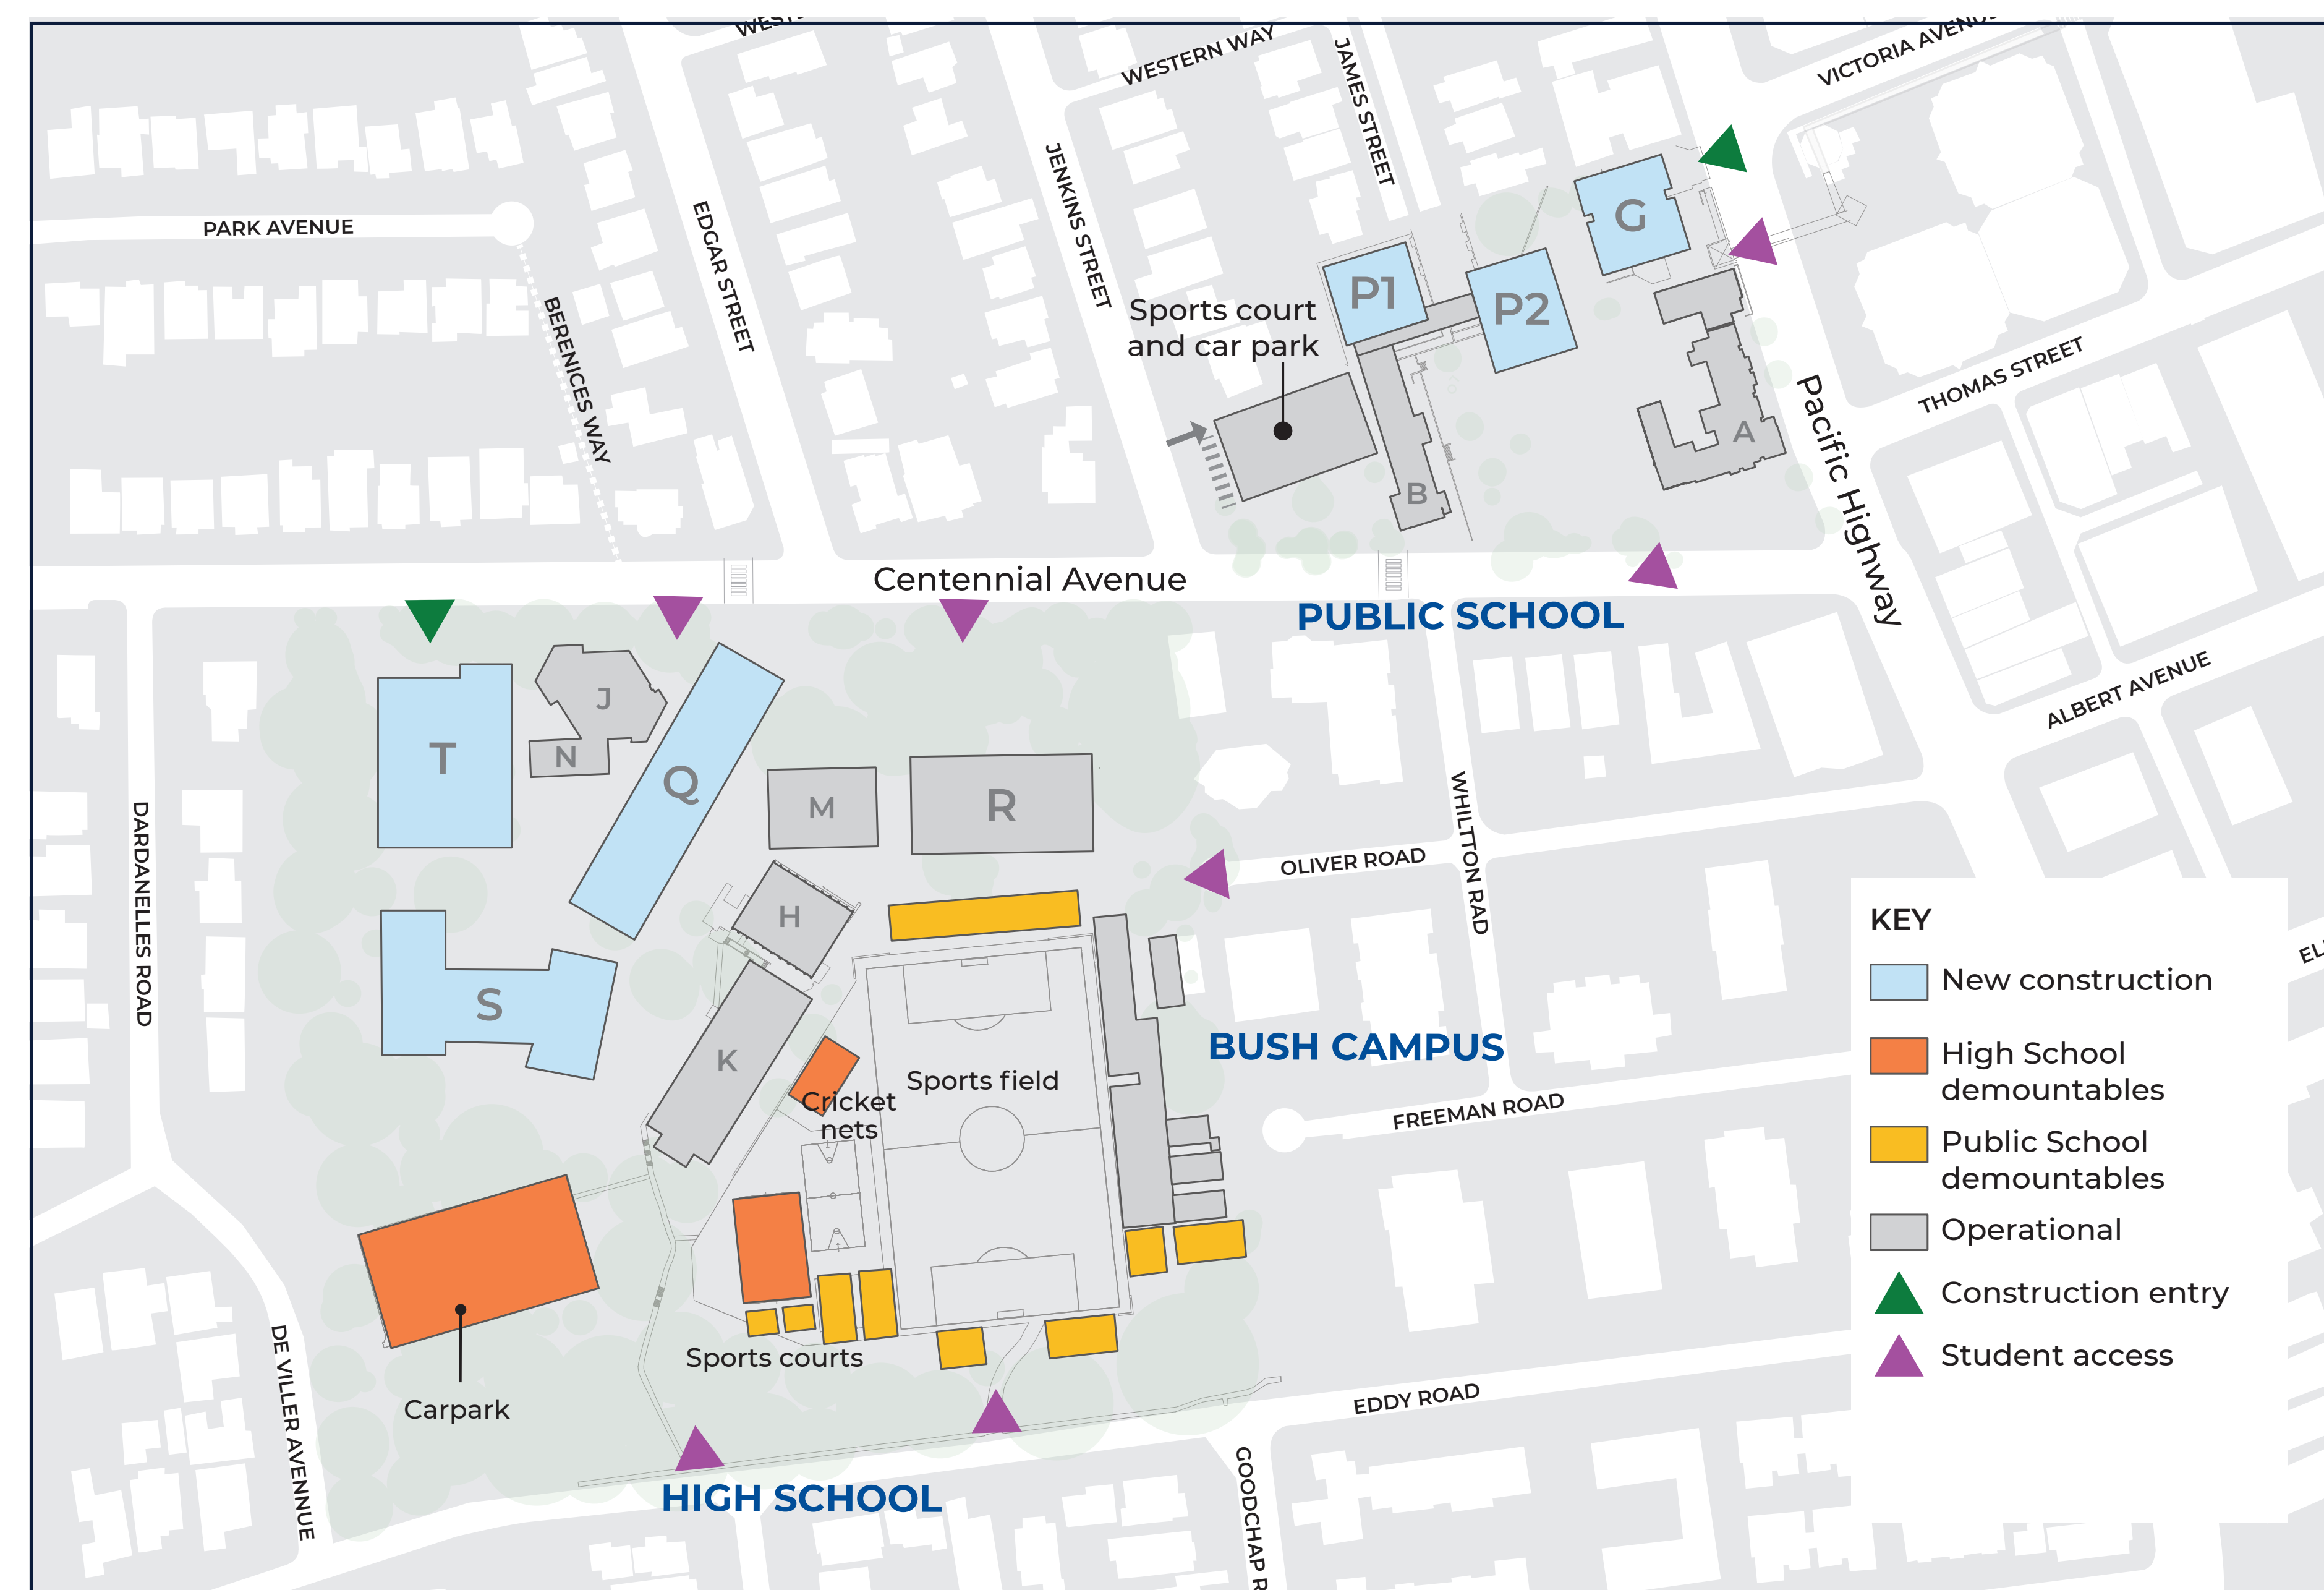 WESTERN WAY
JAMES STREET
VICTORIA AVENUE
JENKINS STREET
PARK AVENUE
EDGAR STREET
BERENICES WAY
G
P1
P2
Sports court
and car park
A
B
Pacific Highway
THOMAS STREET
Centennial Avenue
PUBLIC SCHOOL
ALBERT AVENUE
T
J
N
Q
M
R
H
S
K
DARDANELLES ROAD
OLIVER ROAD
WHILTTON RAD
BUSH CAMPUS
Sports field
Cricket
nets
FREEMAN ROAD
Sports courts
Carpark
DE VILLER AVENNUE
EDDY ROAD
HIGH SCHOOL
GOODCHAP R
KEY
New construction
High School
demountables
Public School
demountables
Operational
Construction entry
Student access